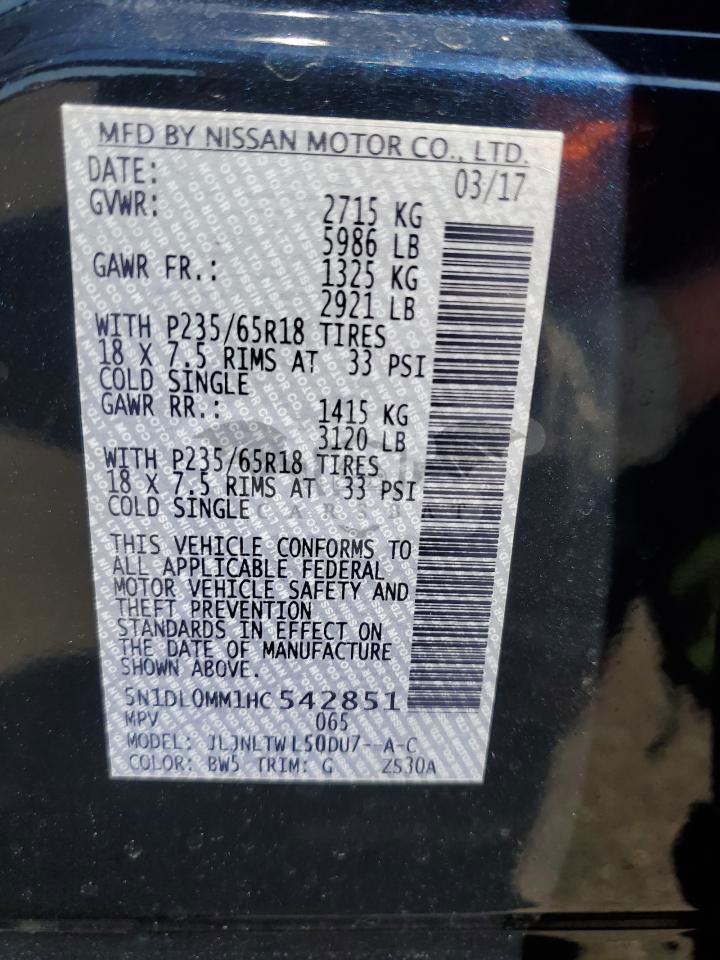 MFD BY NISSAN MOTOR CO., LTD.
DATE: 03/17
GVWR: 2715 KG
5986 LB
GAWR FR.: 1325 KG
2921 LB
WITH P235/65R18 TIRES
18 X 7.5 RIMS AT 33 PSI
COLD SINGLE
GAWR RR.: 1415 KG
3120 LB
WITH P235/65R18 TIRES
18 X 7.5 RIMS AT 33 PSI
COLD SINGLE
THIS VEHICLE CONFORMS TO
ALL APPLICABLE FEDERAL
MOTOR VEHICLE SAFETY AND
THEFT PREVENTION
STANDARDS IN EFFECT ON
THE DATE OF MANUFACTURE
SHOWN ABOVE.
5N1DL0MM1HC542851
MPV 065
MODEL: JLJNLTWL50DU7--A-C
COLOR: BW5 TRIM: G ZS30A